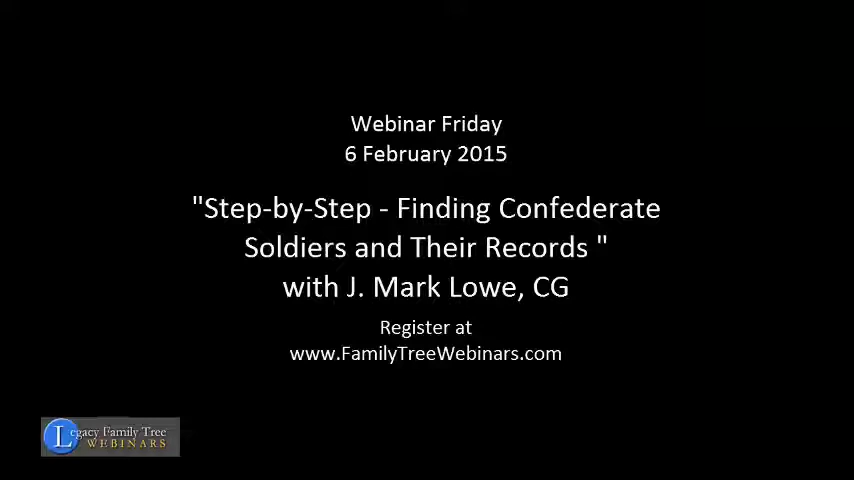 Webinar Friday
6 February 2015
"Step-by-Step - Finding Confederate
Soldiers and Their Records "
with J. Mark Lowe, CG
Register at
www.FamilyTreeWebinars.com
Legacy Family Tree
WEBINARS